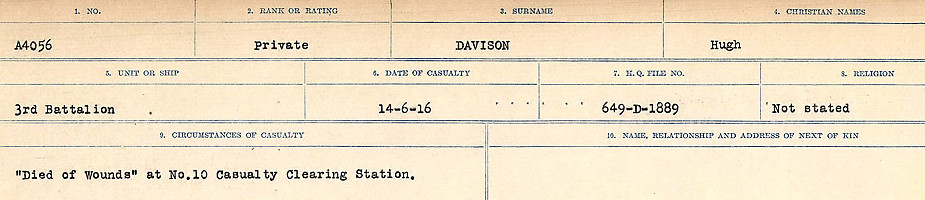 1. NO. 2. RANK OR RATING 3. SURNAME 4. CHRISTIAN NAMES
A4056 Private DAVISON Hugh
5. UNIT OR SHIP 6. DATE OF CASUALTY 7. H.Q. FILE NO. 8. RELIGION
3rd Battalion . 14-6-16 649-D-1889 Not stated
9. CIRCUMSTANCES OF CASUALTY 10. NAME, RELATIONSHIP AND ADDRESS OF NEXT OF KIN
"Died of Wounds" at No.10 Casualty Clearing Station.